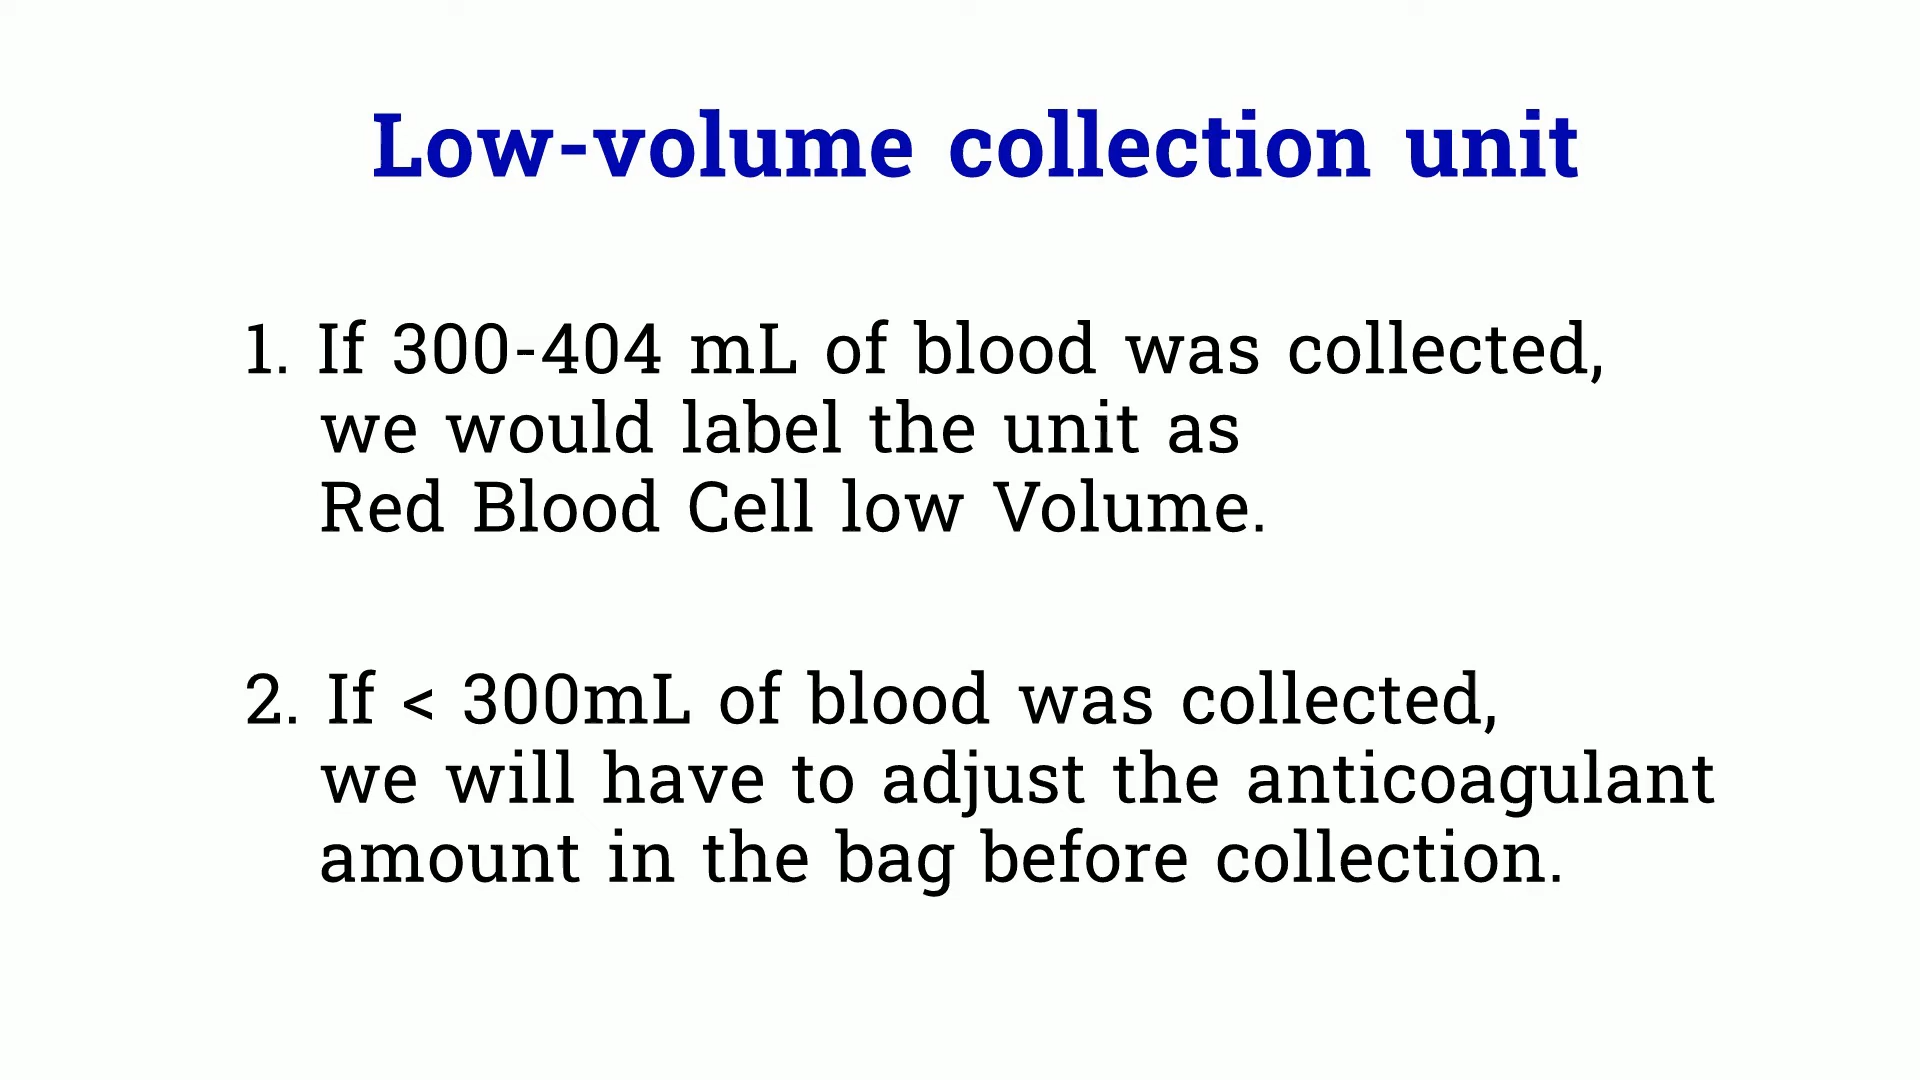 Low-volume collection unit
1. If 300-404 mL of blood was collected,
we would label the unit as
Red Blood Cell low Volume.
2. If < 300mL of blood was collected,
we will have to adjust the anticoagulant
amount in the bag before collection.